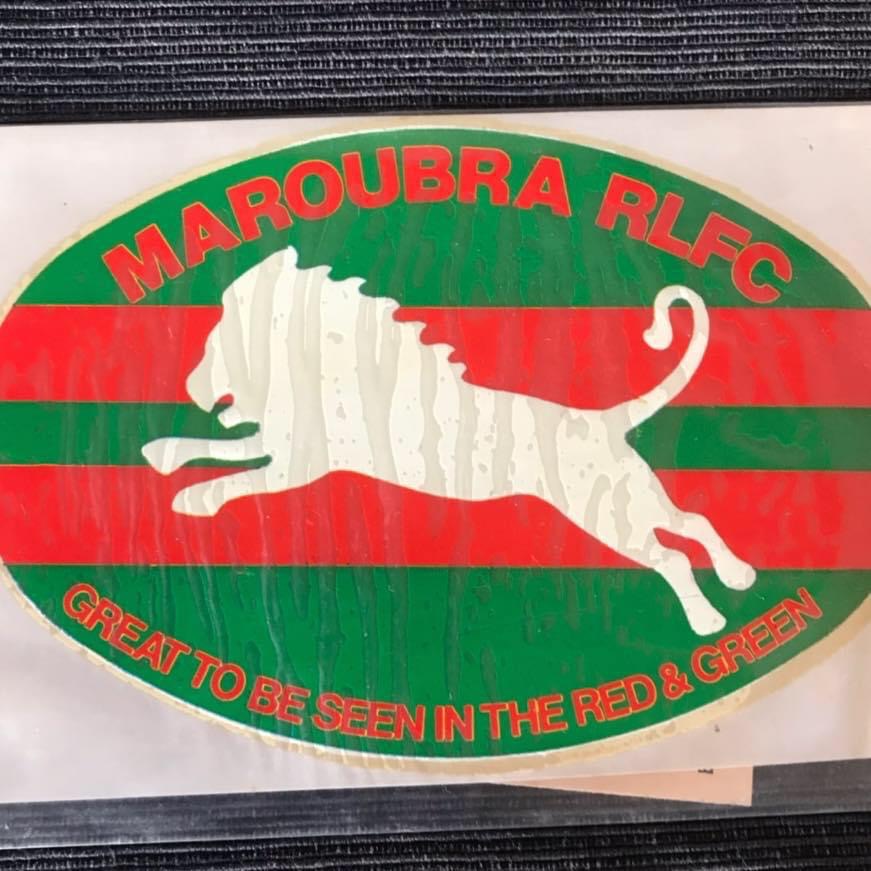 MAROUBRA RLFC
GREAT TO BE SEEN IN THE RED & GREEN